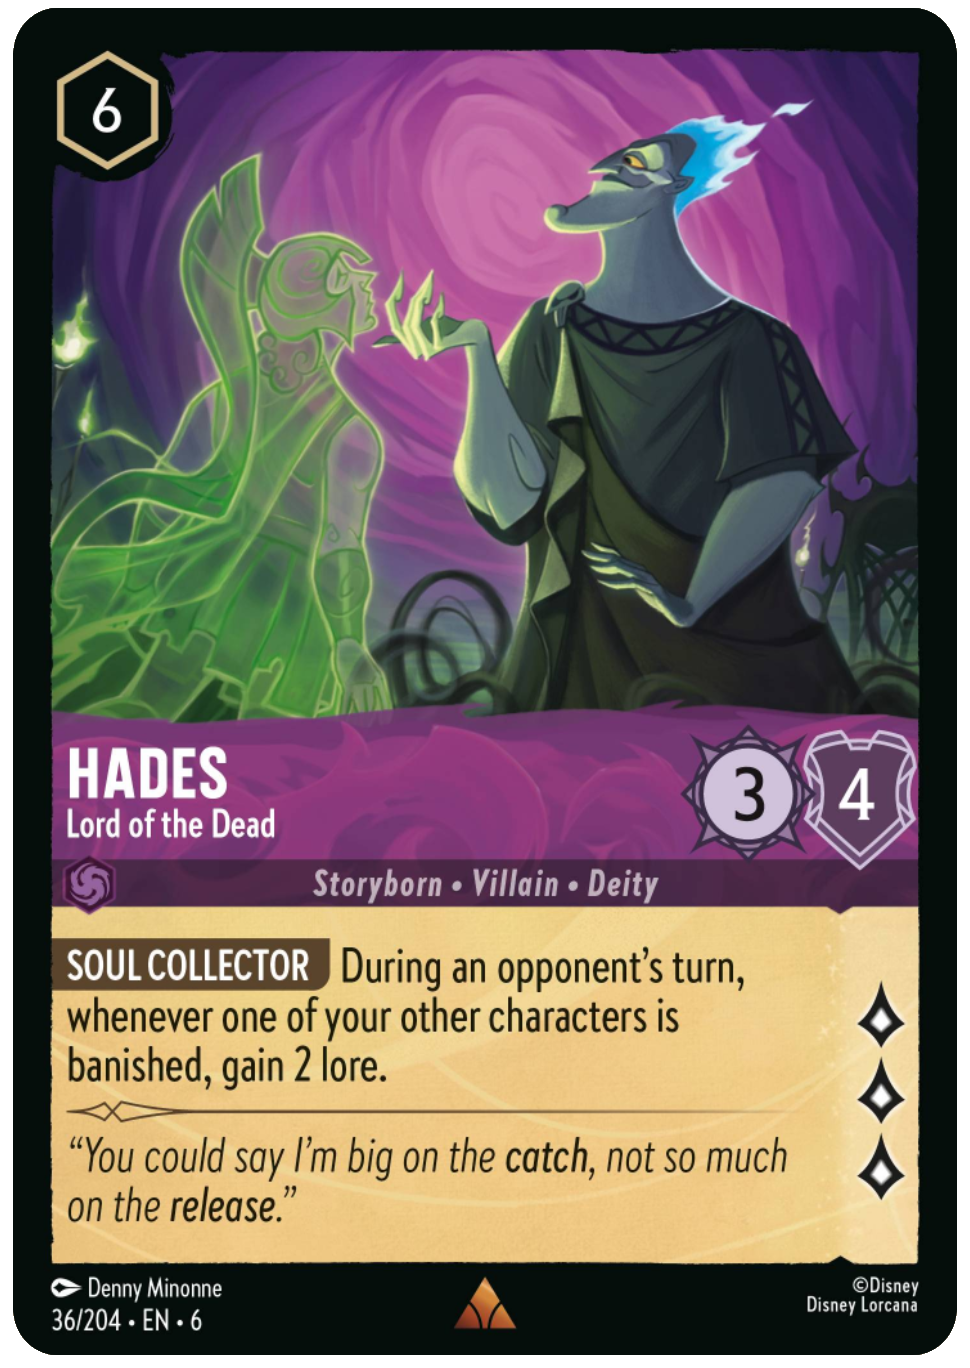 6
HADES
Lord of the Dead
3
4
Storyborn • Villain • Deity
SOUL COLLECTOR During an opponent’s turn,
whenever one of your other characters is
banished, gain 2 lore.
“You could say I’m big on the catch, not so much
on the release.”
Denny Minonne
36/204 • EN • 6
©Disney
Disney Lorcana